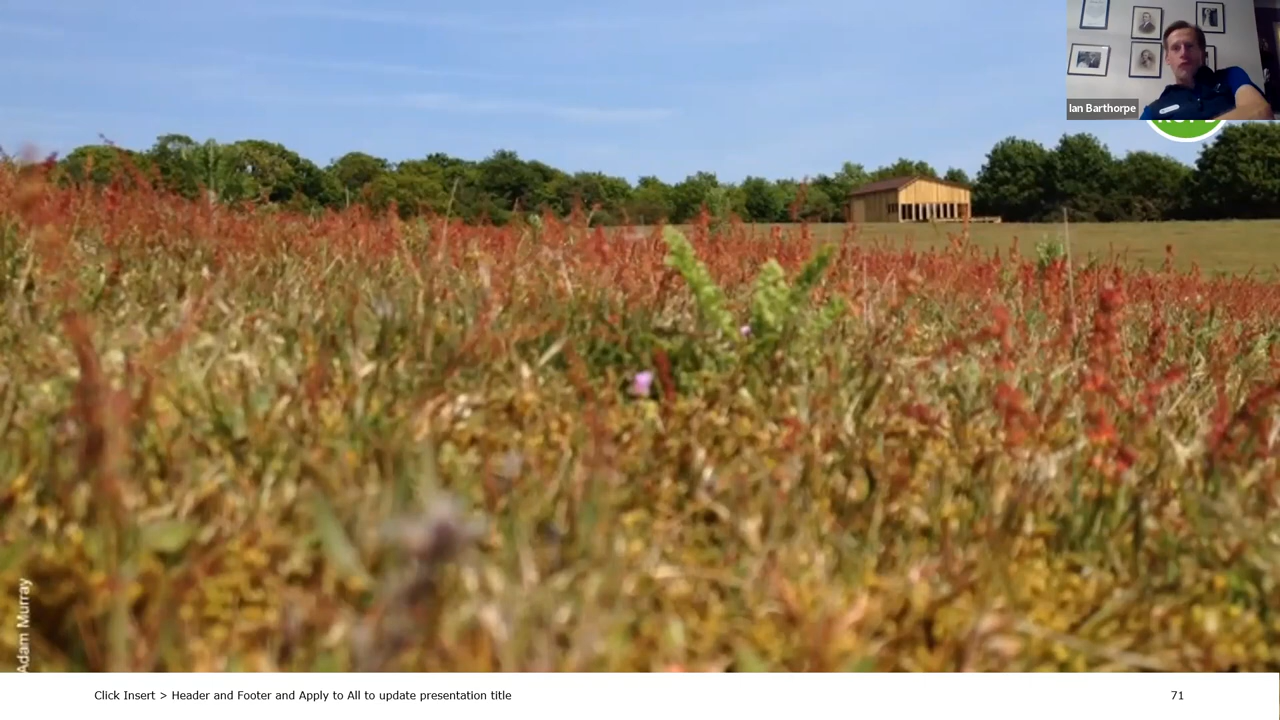 Ian Barthorpe
Adam Murray
Click Insert > Header and Footer and Apply to All to update presentation title
71